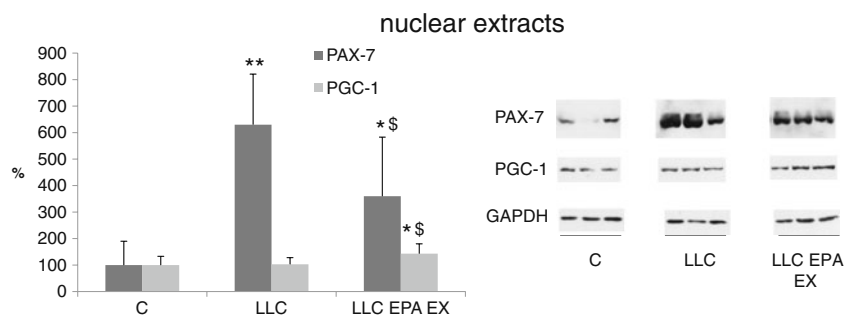 nuclear extracts
900
800
700
600
500
400
300
200
100
0
%
PAX-7
PGC-1
**
* $
* $
C
LLC
LLC EPA EX
PAX-7
PGC-1
GAPDH
C
LLC
LLC EPA
EX